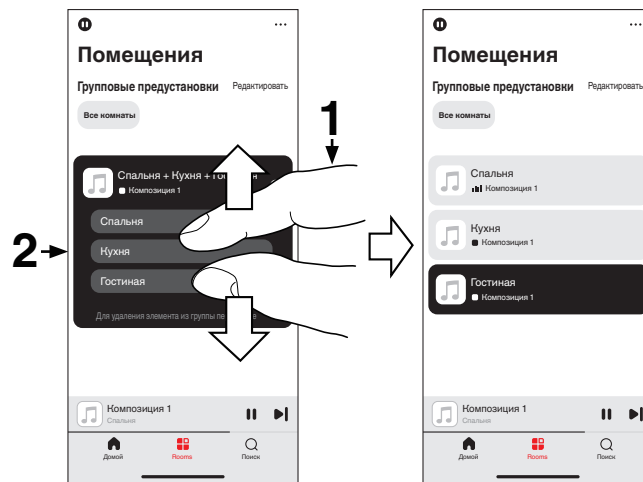 Помещения
Групповые предустановки Редактировать
Все комнаты
1
Спальня + Кухня + Го
Композиция 1
Спальня
2
Кухня
Гостиная
Для удаления элемента из группы
Композиция 1
Спальня
Домой Rooms Поиск
Помещения
Групповые предустановки Редактировать
Все комнаты
Спальня
Композиция 1
Кухня
Композиция 1
Гостиная
Композиция 1
Композиция 1
Спальня
Домой Rooms Поиск